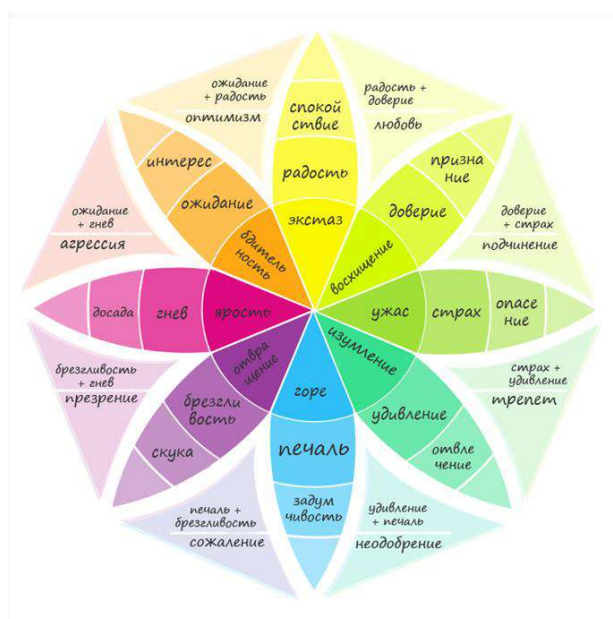 ожидание
+ радость
оптимизм
радость +
доверие
любовь
спокой
ствие
радость
экстаз
интерес
ожидание
бдитель
ность
призна
ние
доверие
восхищение
ожидание
+ гнев
агрессия
доверие
+ страх
подчинение
досада
гнев
ярость
ужас
страх
опасе
ние
брезгливость
+ гнев
презрение
отвра
щение
брезгли
вость
скука
горе
печаль
задум
чивость
изумление
удивление
отвле
чение
страх +
удивление
трепет
печаль +
брезгливость
сожаление
удивление
+ печаль
неодобрение